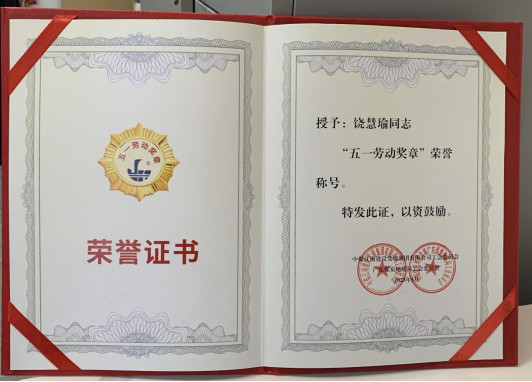 五一劳动奖章
荣誉证书
授予：饶慧瑜同志
“五一劳动奖章”荣誉
称号。
特发此证，以资鼓励。